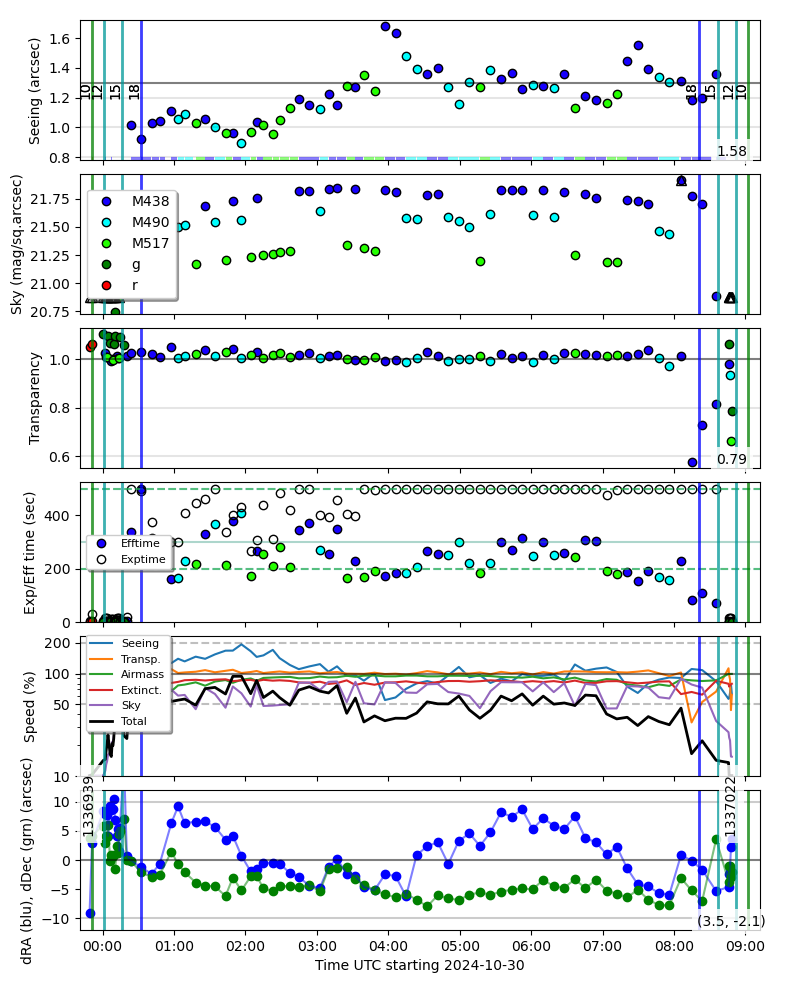 1.6
1.4
1.2
1.0
0.8
Seeing (arcsec)
10
12
15
18
18
15
12
10
1.58
21.75
21.50
21.25
21.00
20.75
Sky (mag/sq.arcsec)
M438
M490
M517
g
r
1.0
0.8
0.6
Transparency
0.79
400
200
0
Exp/Eff time (sec)
Efftime
Exptime
200
100
50
10
Speed (%)
Seeing
Transp.
Airmass
Extinct.
Sky
Total
10
5
0
−5
−10
dRA (blu), dDec (grn) (arcsec)
1336939
1337022
(3.5, -2.1)
00:00
01:00
02:00
03:00
04:00
05:00
06:00
07:00
08:00
09:00
Time UTC starting 2024-10-30